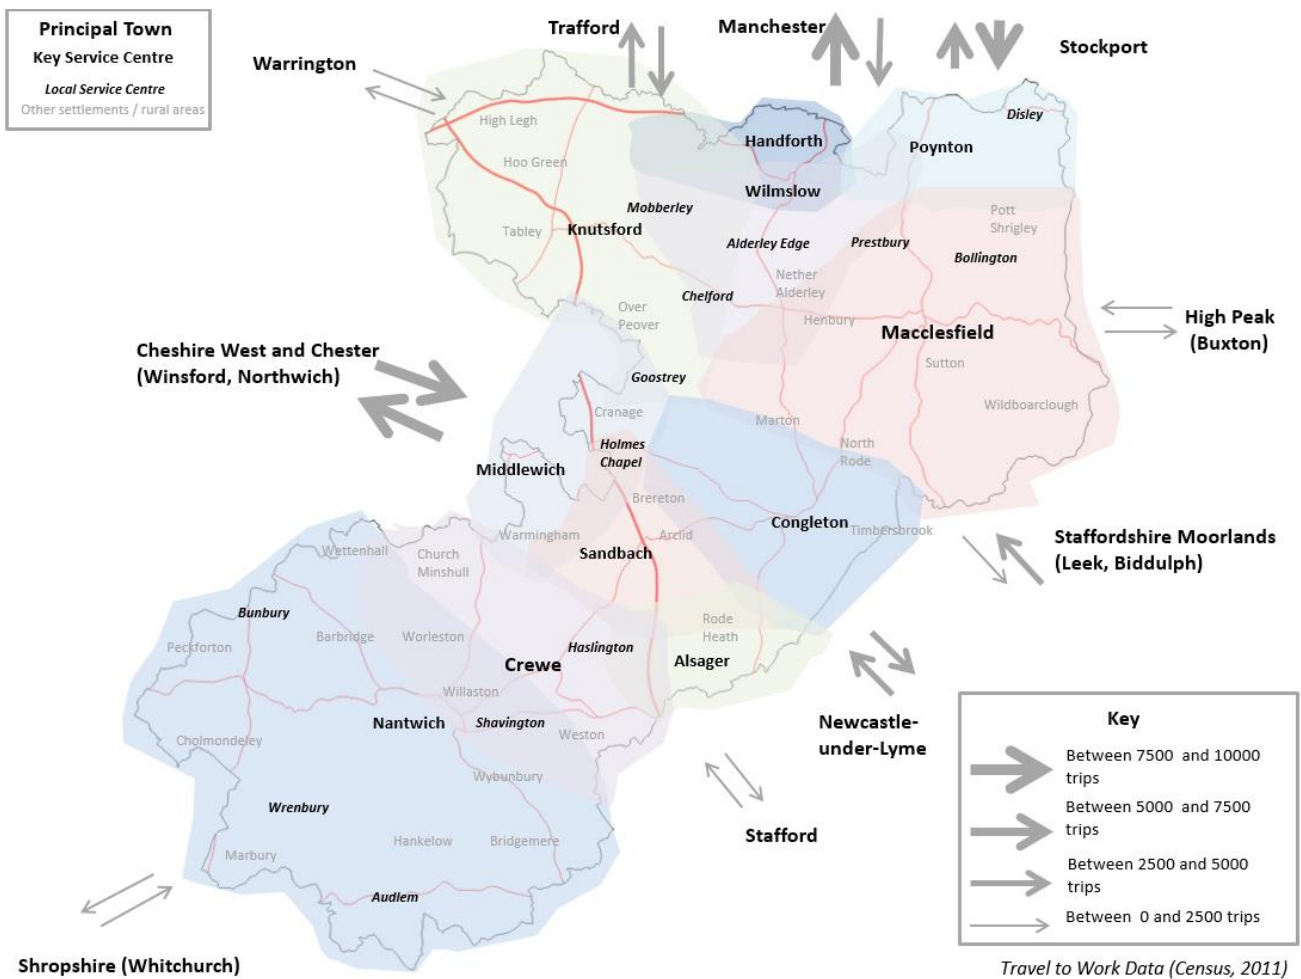 Principal Town
Key Service Centre
Local Service Centre
Other settlements / rural areas
Trafford
Manchester
Stockport
Warrington
High Legh
Handforth
Disley
Poynton
Hoo Green
Wilmslow
Mobberley
Pott
Shrigley
Tabley
Knutsford
Alderley Edge
Prestbury
Bollington
Nether
Alderley
Chelford
Over
Peover
Henbury
Macclesfield
High Peak
(Buxton)
Cheshire West and Chester
(Winsford, Northwich)
Goostrey
Sutton
Cranage
Wildboarclough
Marton
Holmes
Chapel
North
Rode
Middlewich
Brereton
Congleton
Timbersbrook
Warmingham
Arclid
Sandbach
Staffordshire Moorlands
(Leek, Biddulph)
Wettenhall
Church
Minshull
Bunbury
Barbridge
Worleston
Peckforton
Haslington
Rode
Heath
Crewe
Alsager
Willaston
Nantwich
Shavington
Weston
Newcastle-
under-Lyme
Cholmondeley
Wybunbury
Wrenbury
Stafford
Hankelow
Bridgemere
Marbury
Audlem
Shropshire (Whitchurch)
Key
Between 7500 and 10000
trips
Between 5000 and 7500
trips
Between 2500 and 5000
trips
Between 0 and 2500 trips
Travel to Work Data (Census, 2011)